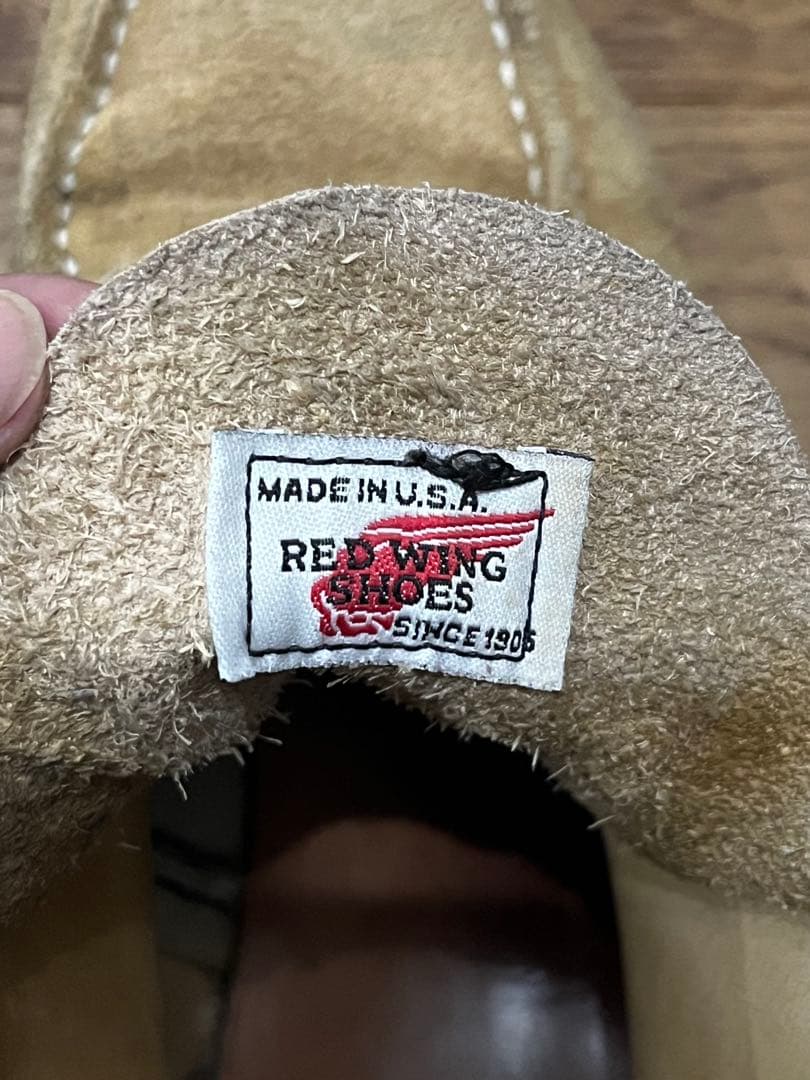 MADE IN U.S.A.
RED WING
SHOES
SINCE 1905